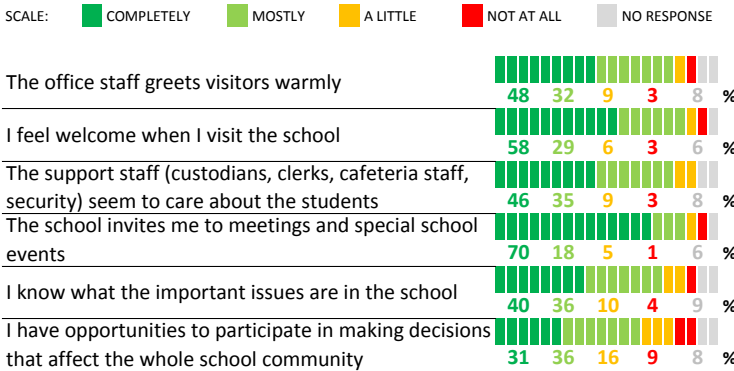 SCALE: COMPLETELY MOSTLY A LITTLE NOT AT ALL NO RESPONSE
The office staff greets visitors warmly
48 32 9 3 8 %
I feel welcome when I visit the school
58 29 6 3 6 %
The support staff (custodians, clerks, cafeteria staff,
security) seem to care about the students
46 35 9 3 8 %
The school invites me to meetings and special school
events
70 18 5 1 6 %
I know what the important issues are in the school
40 36 10 4 9 %
I have opportunities to participate in making decisions
that affect the whole school community
31 36 16 9 8 %